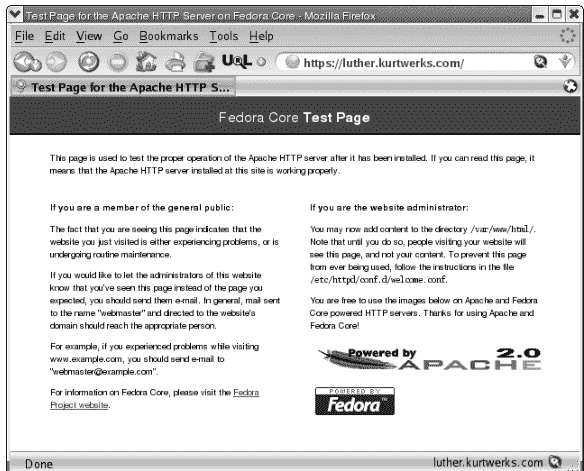 Test Page for the Apache HTTP Server on Fedora Core - Mozilla Firefox
File Edit View Go Bookmarks Tools Help
URL https://luther.kurtwerks.com/
Test Page for the Apache HTTP S...
Fedora Core Test Page
This page is used to test the proper operation of the Apache HTTP server after it has been installed. If you can read this page, it
means that the Apache HTTP server installed at this site is working properly.
If you are a member of the general public:
The fact that you are seeing this page indicates that the
website you just visited is either experiencing problems, or is
undergoing routine maintenance.
If you would like to let the administrators of this website
know that you've seen this page instead of the page you
expected, you should send them e-mail. In general, mail sent
to the name "webmaster" and directed to the website's
domain should reach the appropriate person.
For example, if you experienced problems while visiting
www.example.com, you should send e-mail to
"webmaster@example.com".
For information on Fedora Core, please visit the Fedora
Project website.
If you are the website administrator:
You may now add content to the directory /var/www/html/.
Note that until you do so, people visiting your website will
see this page, and not your content. To prevent this page
from ever being used, follow the instructions in the file
/etc/httpd/conf.d/welcome.conf.
You are free to use the images below on Apache and Fedora
Core powered HTTP servers. Thanks for using Apache and
Fedora Core!
Powered by 2.0
APACHE
POWERED BY
Fedora™
Done luther.kurtwerks.com